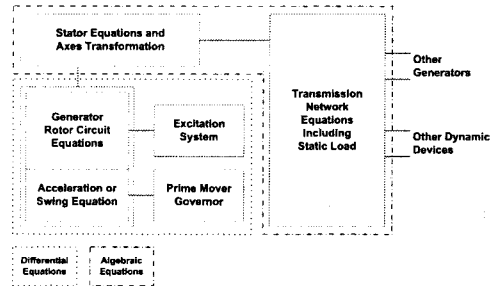 Stator Equations and
Axes Transformation
Transmission
Network
Equations
Including
Static Load
Other
Generators
Other Dynamic
Devices
Generator
Rotor Circuit
Equations
Excitation
System
Acceleration or
Swing Equation
Prime Mover
Governor
Differential
Equations
Algebraic
Equations